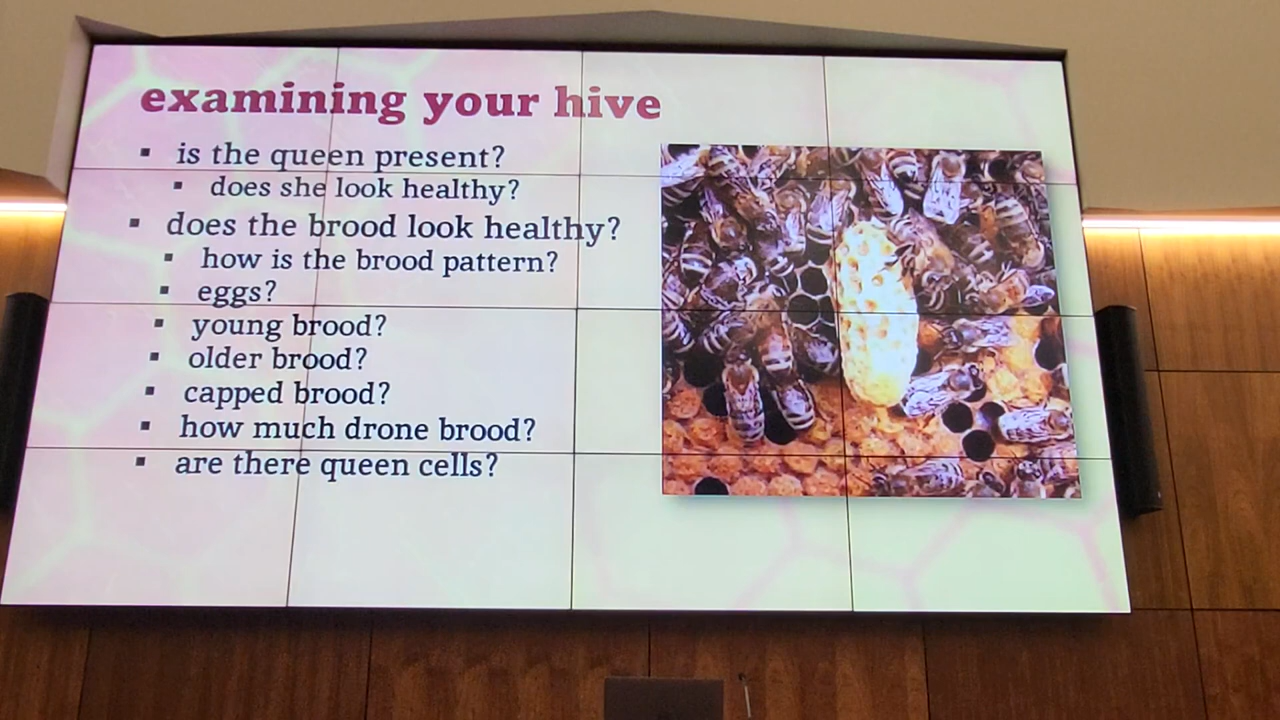 examining your hive
▪ is the queen present?
▪ does she look healthy?
▪ does the brood look healthy?
▪ how is the brood pattern?
▪ eggs?
▪ young brood?
▪ older brood?
▪ capped brood?
▪ how much drone brood?
▪ are there queen cells?